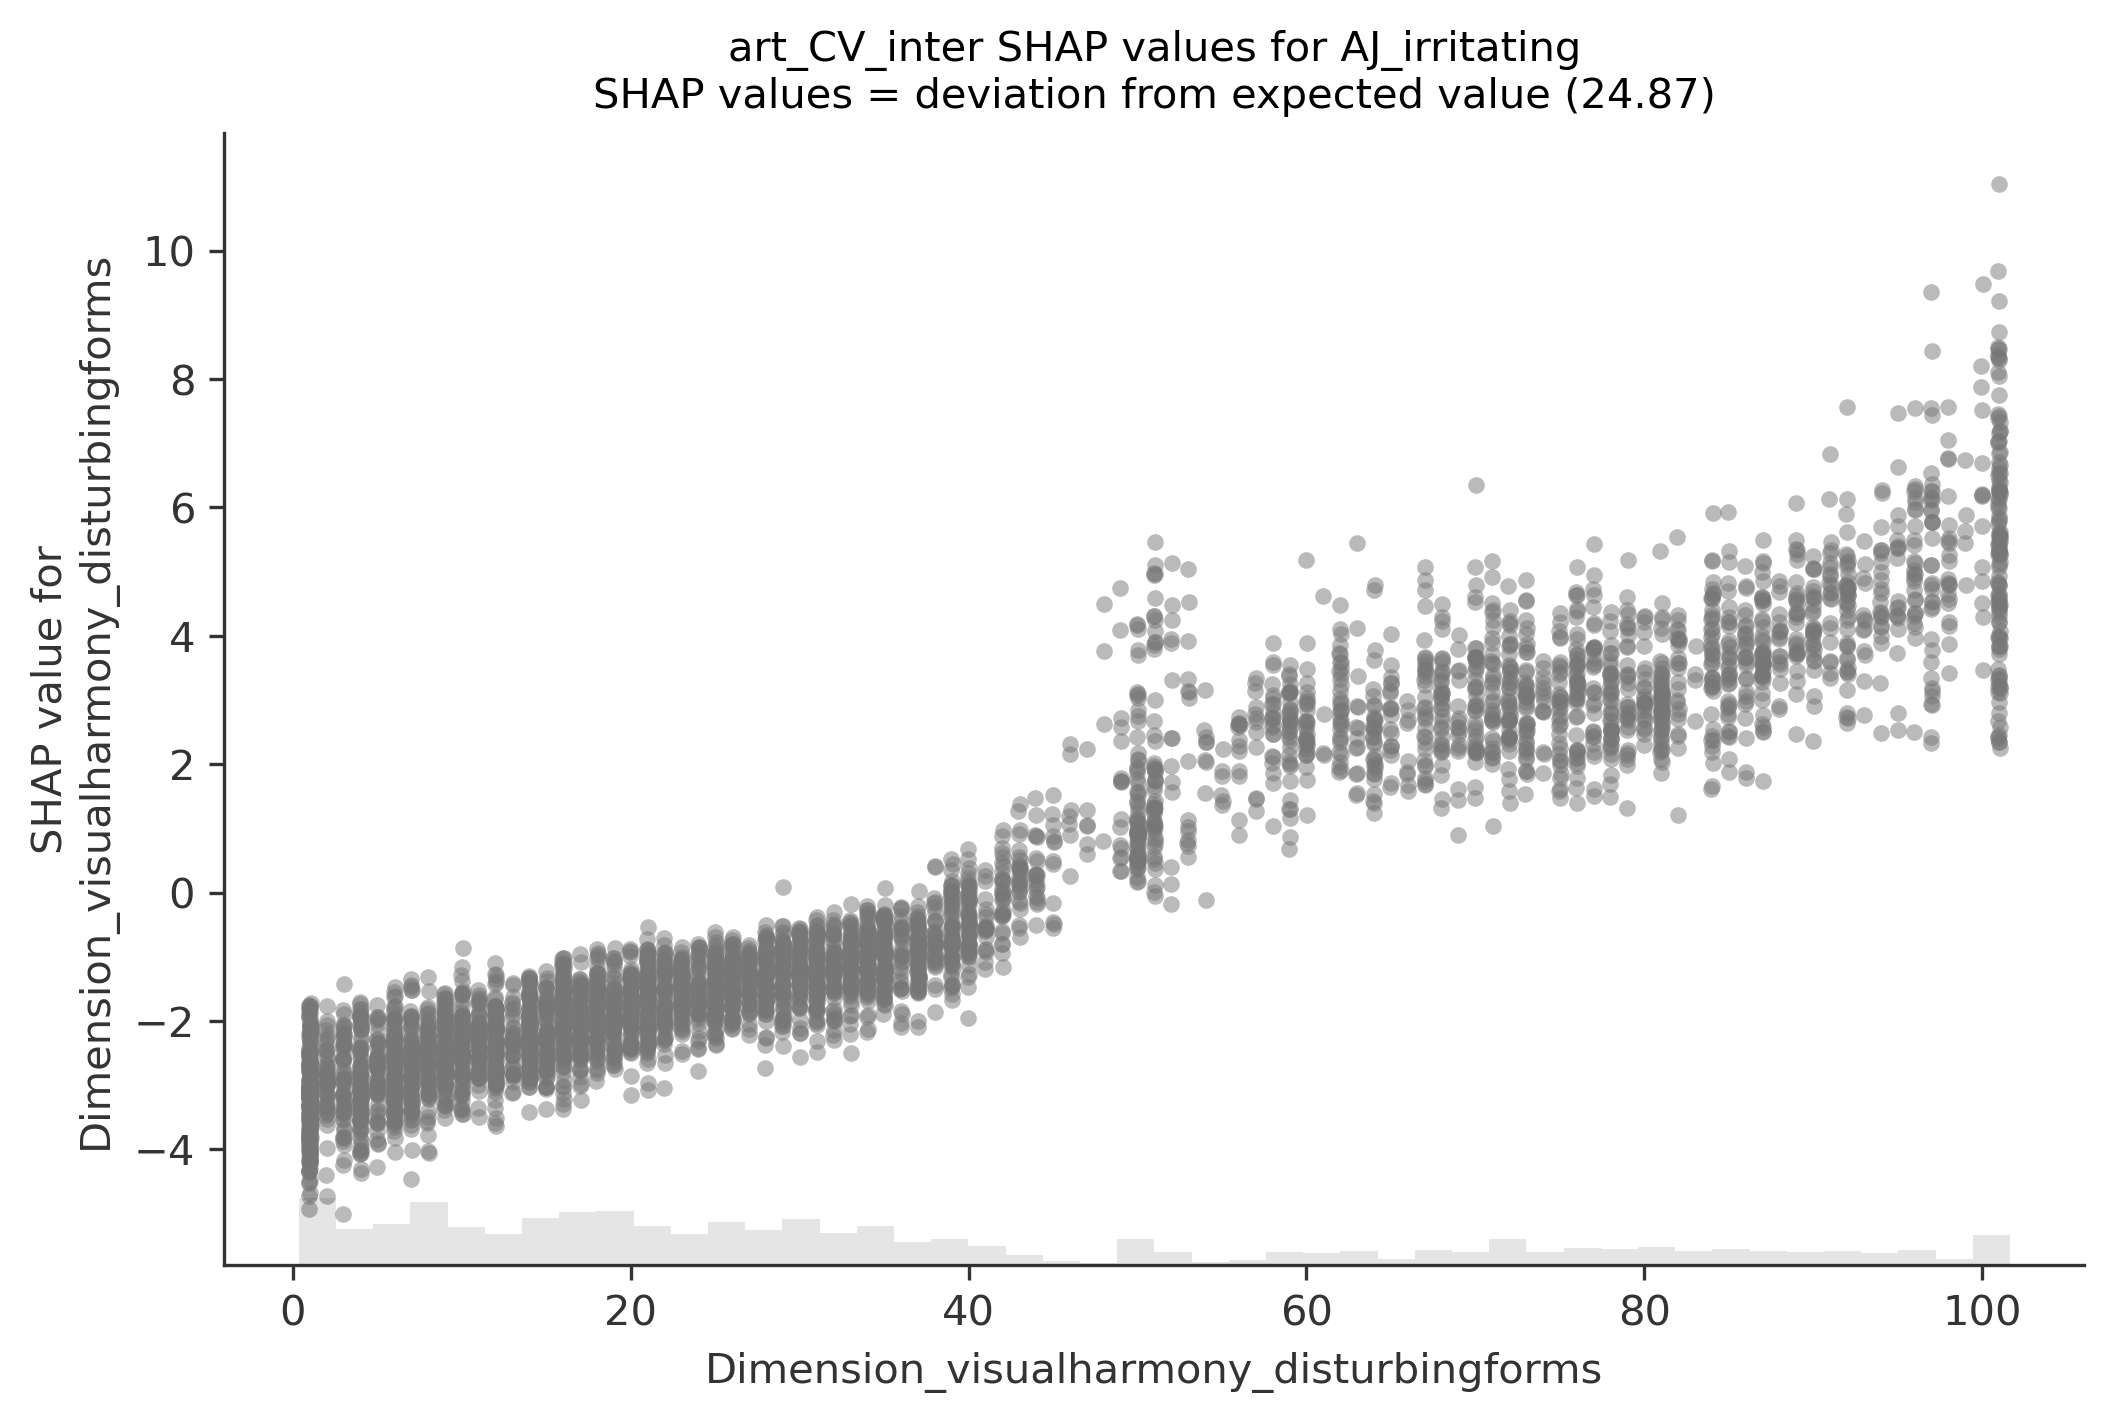 art_CV_inter SHAP values for AJ_irritating
SHAP values = deviation from expected value (24.87)
SHAP value for
Dimension_visualharmony_disturbingforms
10
8
6
4
2
0
−2
−4
0
20
40
60
80
100
Dimension_visualharmony_disturbingforms